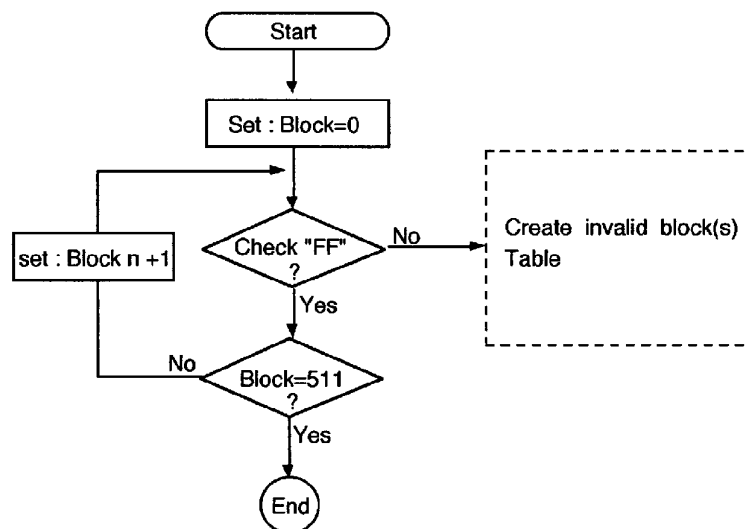 Start
Set : Block=0
set : Block n +1
Check "FF"
?
No
Create invalid block(s)
Table
Yes
No
Block=511
?
Yes
End